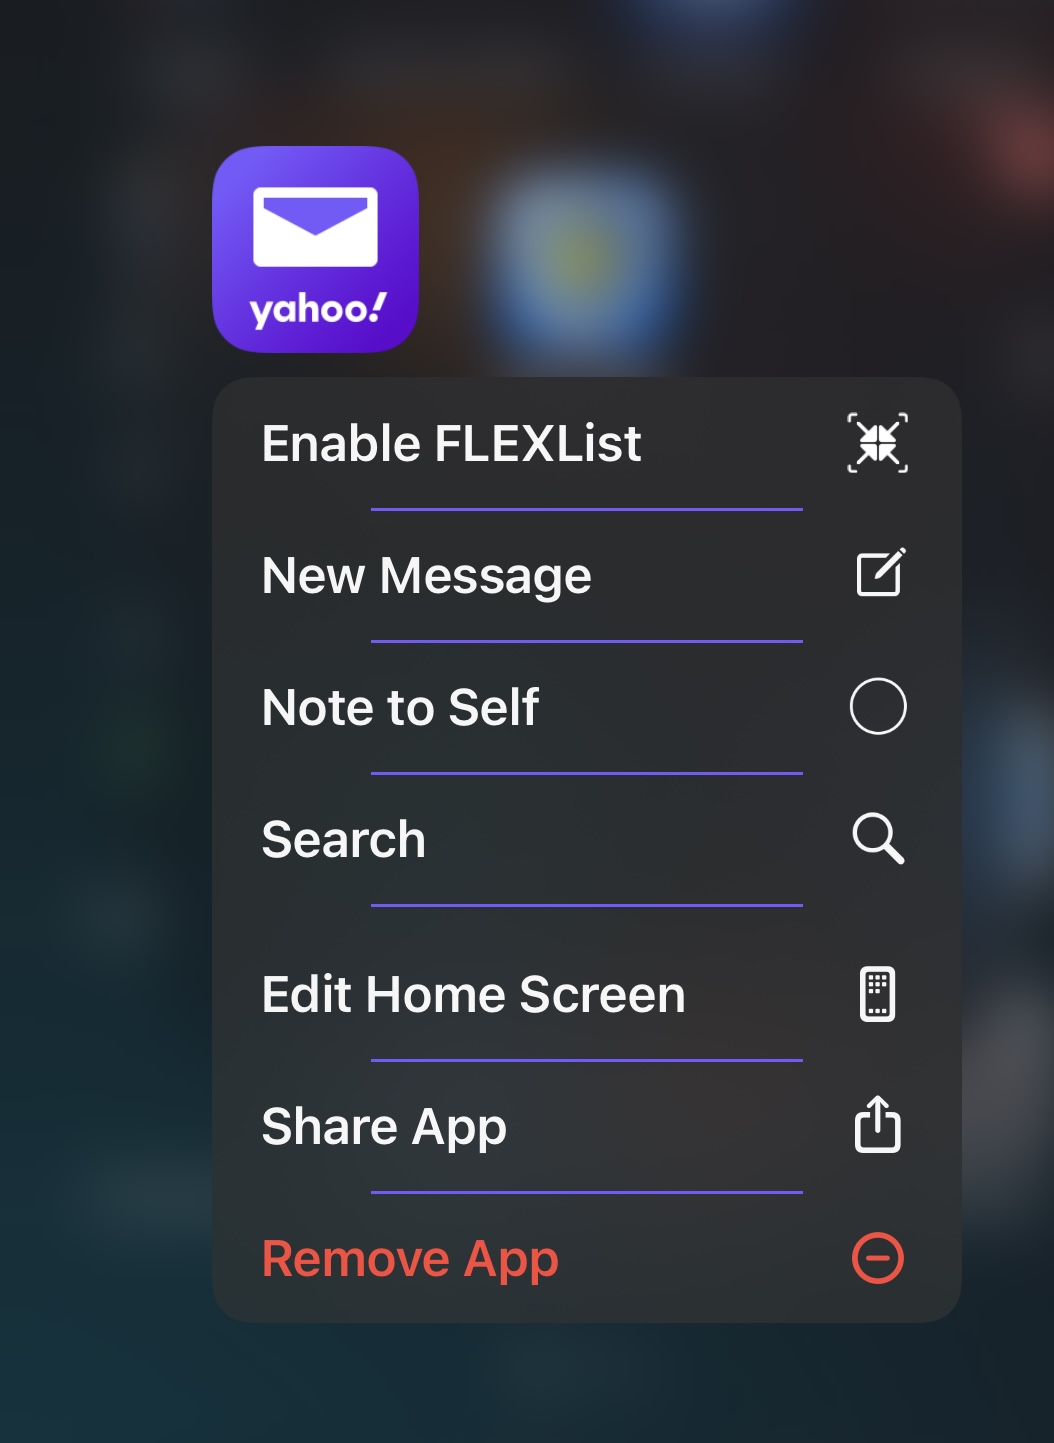 yahoo!
Enable FLEXList
New Message
Note to Self
Search
Edit Home Screen
Share App
Remove App